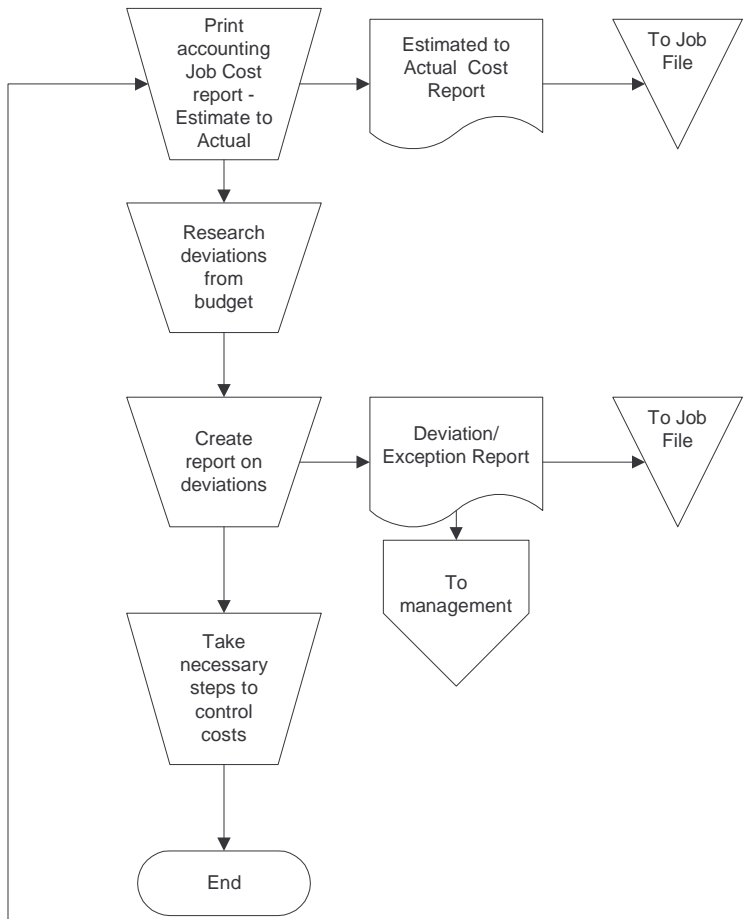 Print
accounting
Job Cost
report -
Estimate to
Actual
Estimated to
Actual Cost
Report
To Job
File
Research
deviations
from
budget
Create
report on
deviations
Deviation/
Exception Report
To Job
File
To
management
Take
necessary
steps to
control
costs
End